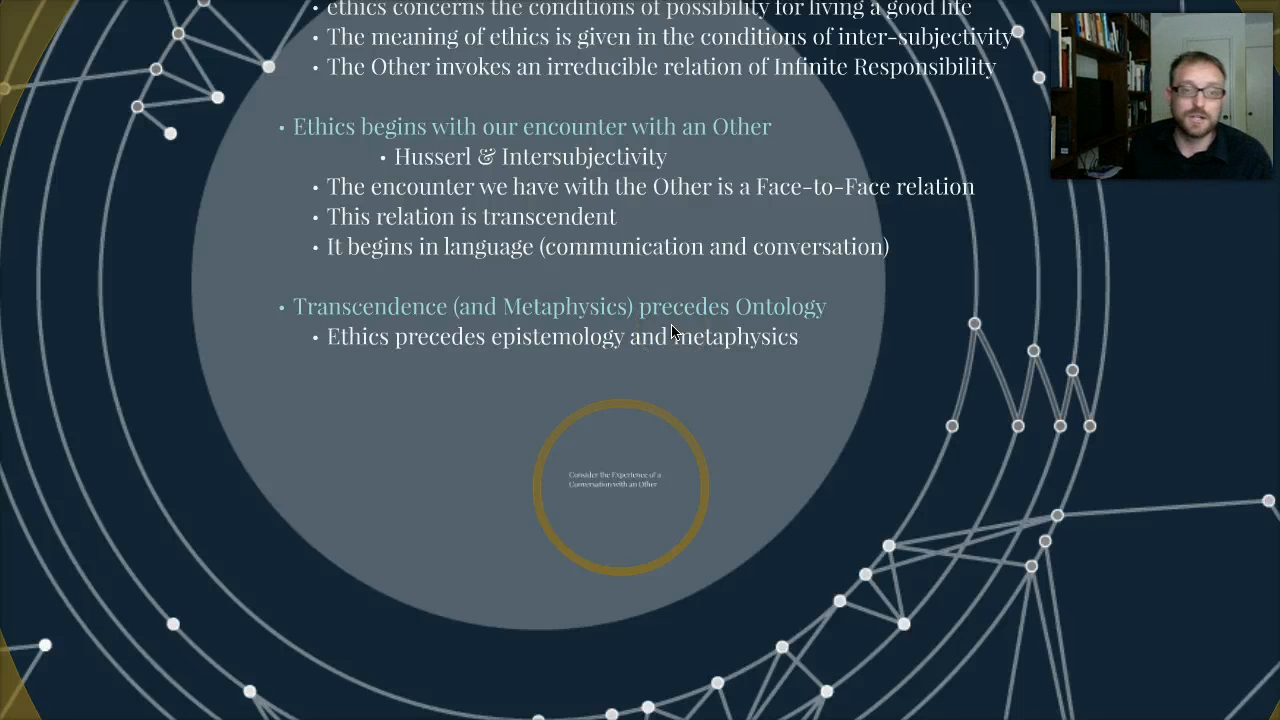 • ethics concerns the conditions of possibility for living a good life
• The meaning of ethics is given in the conditions of inter-subjectivity
• The Other invokes an irreducible relation of Infinite Responsibility
• Ethics begins with our encounter with an Other
• Husserl & Intersubjectivity
• The encounter we have with the Other is a Face-to-Face relation
• This relation is transcendent
• It begins in language (communication and conversation)
• Transcendence (and Metaphysics) precedes Ontology
• Ethics precedes epistemology and metaphysics
Consider the Experience of a
Conversation with an Other